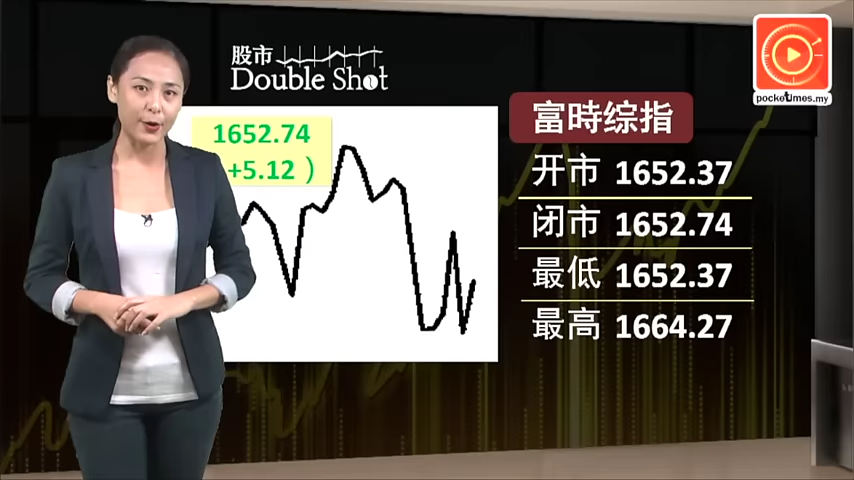 股市
Double Shot
pocketimes.my
1652.74
+5.12 )
富時综指
开市 1652.37
闭市 1652.74
最低 1652.37
最高 1664.27